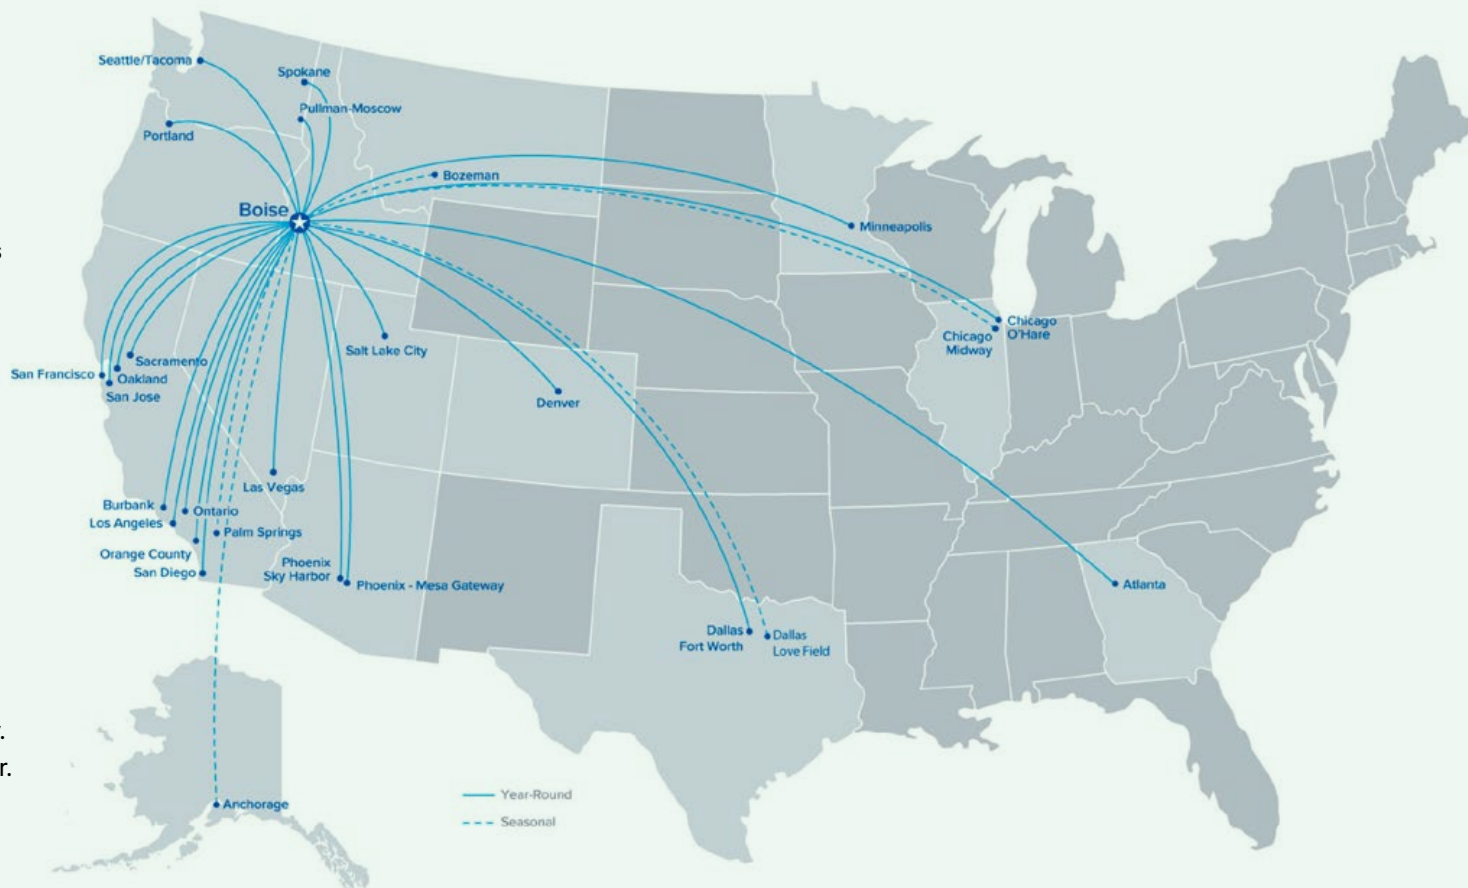 Seattle/Tacoma
Spokane
Pullman-Moscow
Portland
Bozeman
Boise
Minneapolis
s
Chicago
O'Hare
Chicago
Midway
Sacramento
San Francisco
Oakland
San Jose
Salt Lake City
Denver
Las Vegas
Burbank
Ontario
Los Angeles
Palm Springs
Orange County
San Diego
Phoenix
Sky Harbor
Phoenix - Mesa Gateway
Atlanta
Dallas
Fort Worth
Dallas
Love Field
r.
Anchorage
Year-Round
Seasonal